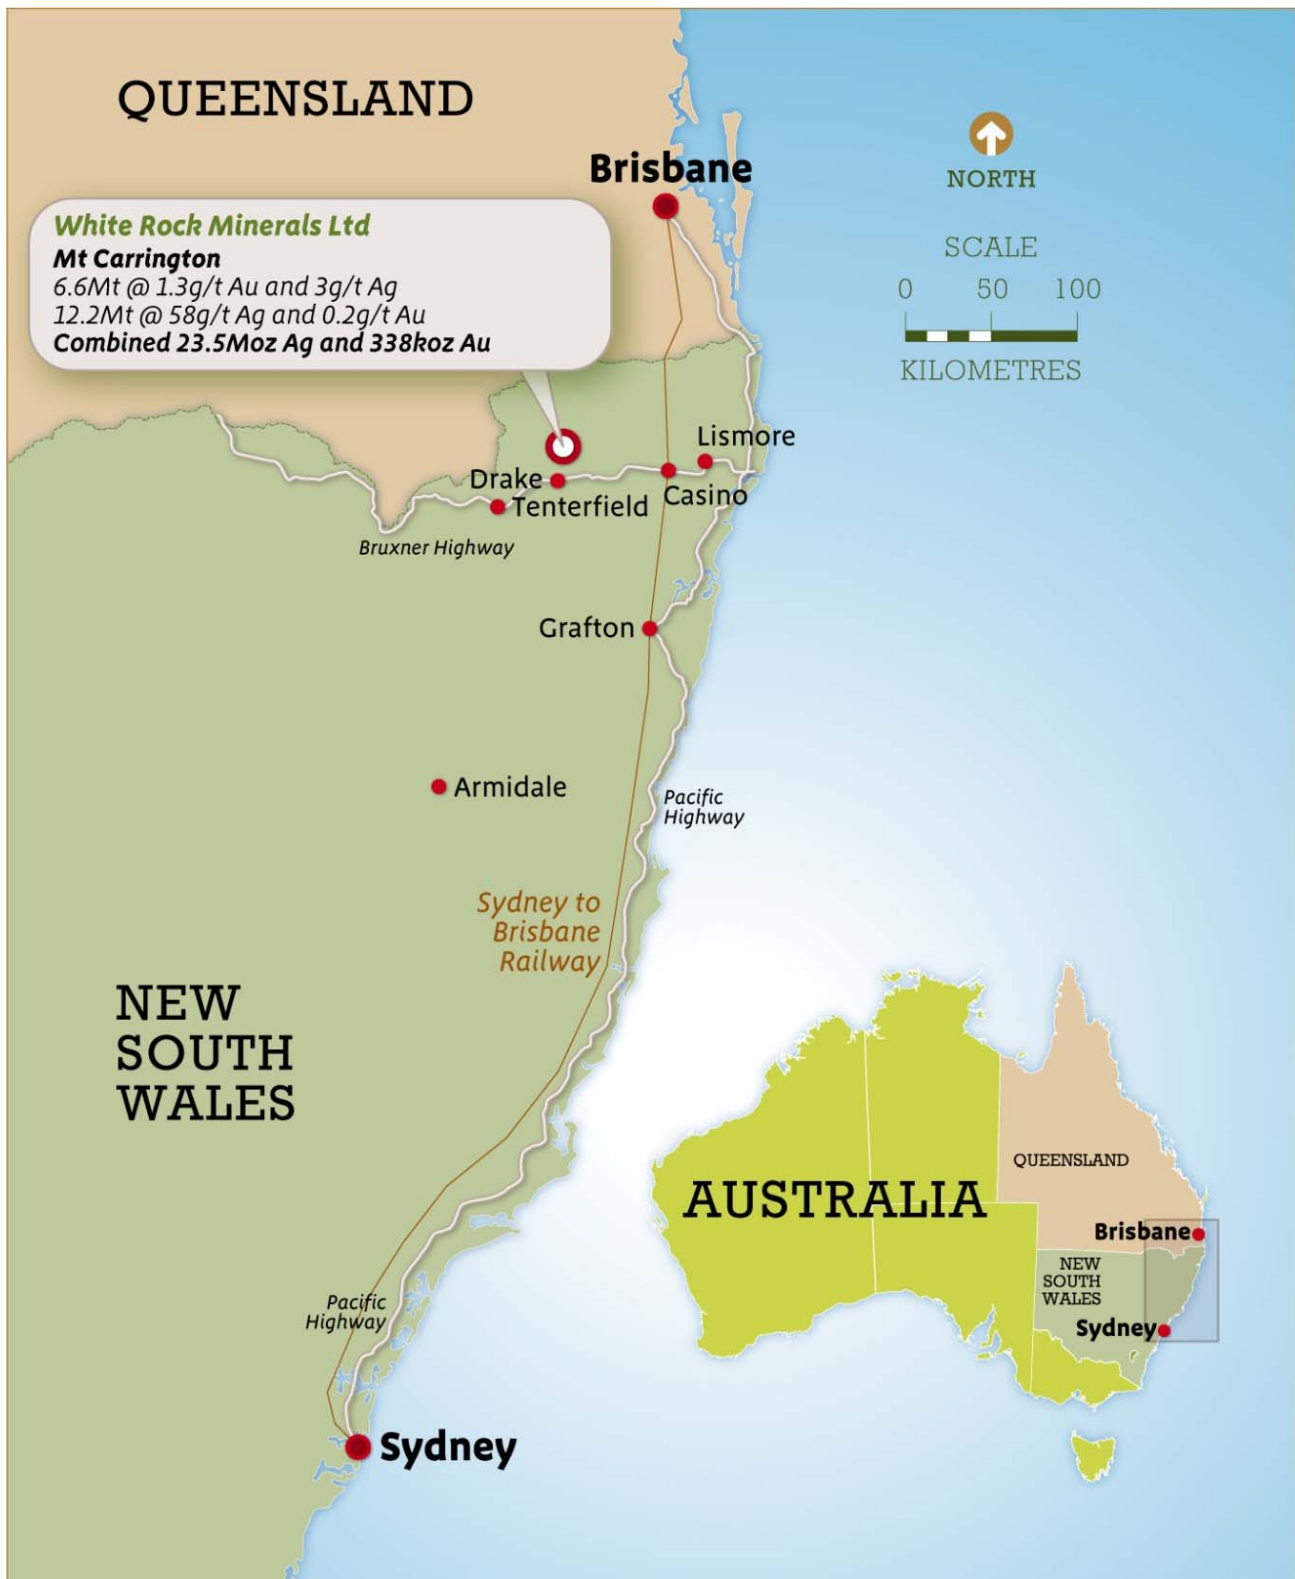 QUEENSLAND
Brisbane
NORTH
SCALE
0 50 100
KILOMETRES
White Rock Minerals Ltd
Mt Carrington
6.6Mt @ 1.3g/t Au and 3g/t Ag
12.2Mt @ 58g/t Ag and 0.2g/t Au
Combined 23.5Moz Ag and 338koz Au
Lismore
Drake
Casino
Tenterfield
Bruxner Highway
Grafton
Armidale
Pacific
Highway
Sydney to
Brisbane
Railway
NEW
SOUTH
WALES
Pacific
Highway
Sydney
AUSTRALIA
QUEENSLAND
Brisbane
NEW
SOUTH
WALES
Sydney